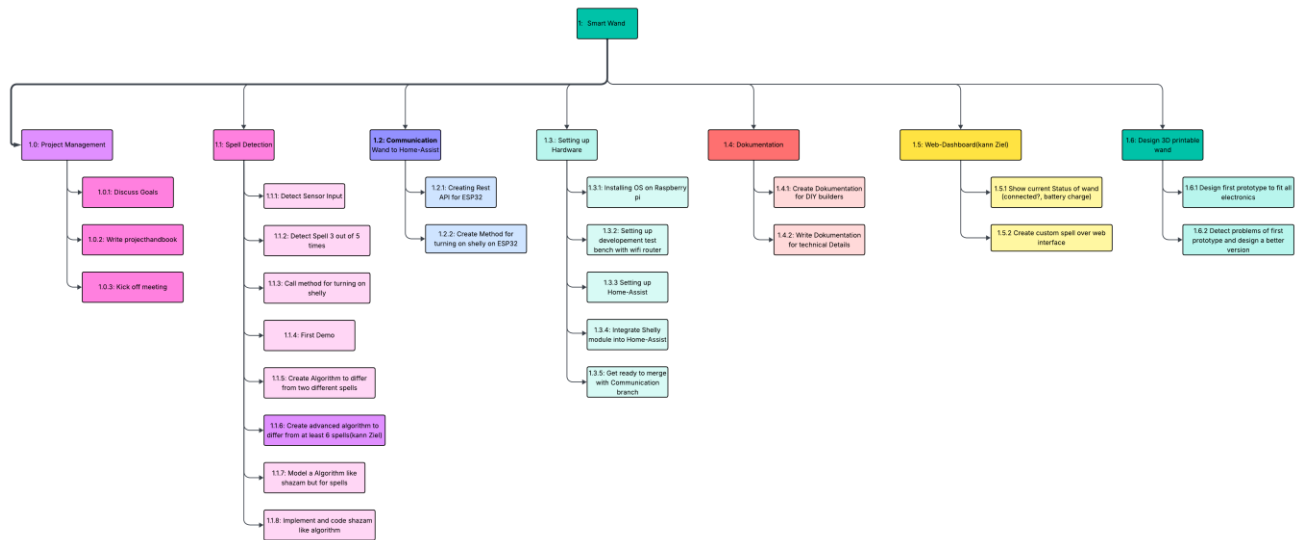 1: Smart Wand
1.0: Project Management
1.0.1: Discuss Goals
1.0.2: Write projecthandbook
1.0.3: Kick off meeting
1.1: Spell Detection
1.1.1: Detect Sensor Input
1.1.2: Detect Spell 3 out of 5
times
1.1.3: Call method for turning on
shelly
1.1.4: First Demo
1.1.5: Create Algorithm to differ
from two different spells
1.1.6: Create advanced algorithm to
differ from at least 6 spells(kann Ziel)
1.1.7: Model a Algorithm like
shazam but for spells
1.1.8: Implement and code shazam
like algorithm
1.2: Communication
Wand to Home-Assist
1.2.1: Creating Rest
API for ESP32
1.2.2: Create Method for
turning on shelly on ESP32
1.3.: Setting up
Hardware
1.3.1: Installing OS on Raspberry
pi
1.3.2: Setting up
developement test
bench with wifi router
1.3.3 Setting up
Home-Assist
1.3.4: Integrate Shelly
module into Home-Assist
1.3.5: Get ready to merge
with Communication
branch
1.4: Dokumentation
1.4.1: Create Dokumentation
for DIY builders
1.4.2: Write Dokumentation
for technical Details
1.5: Web-Dashboard(kann Ziel)
1.5.1 Show current Status of wand
(connected?, battery charge)
1.5.2 Create custom spell over web
interface
1.6: Design 3D printable
wand
1.6.1 Design first prototype to fit all
electronics
1.6.2 Detect problems of first
prototype and design a better
version